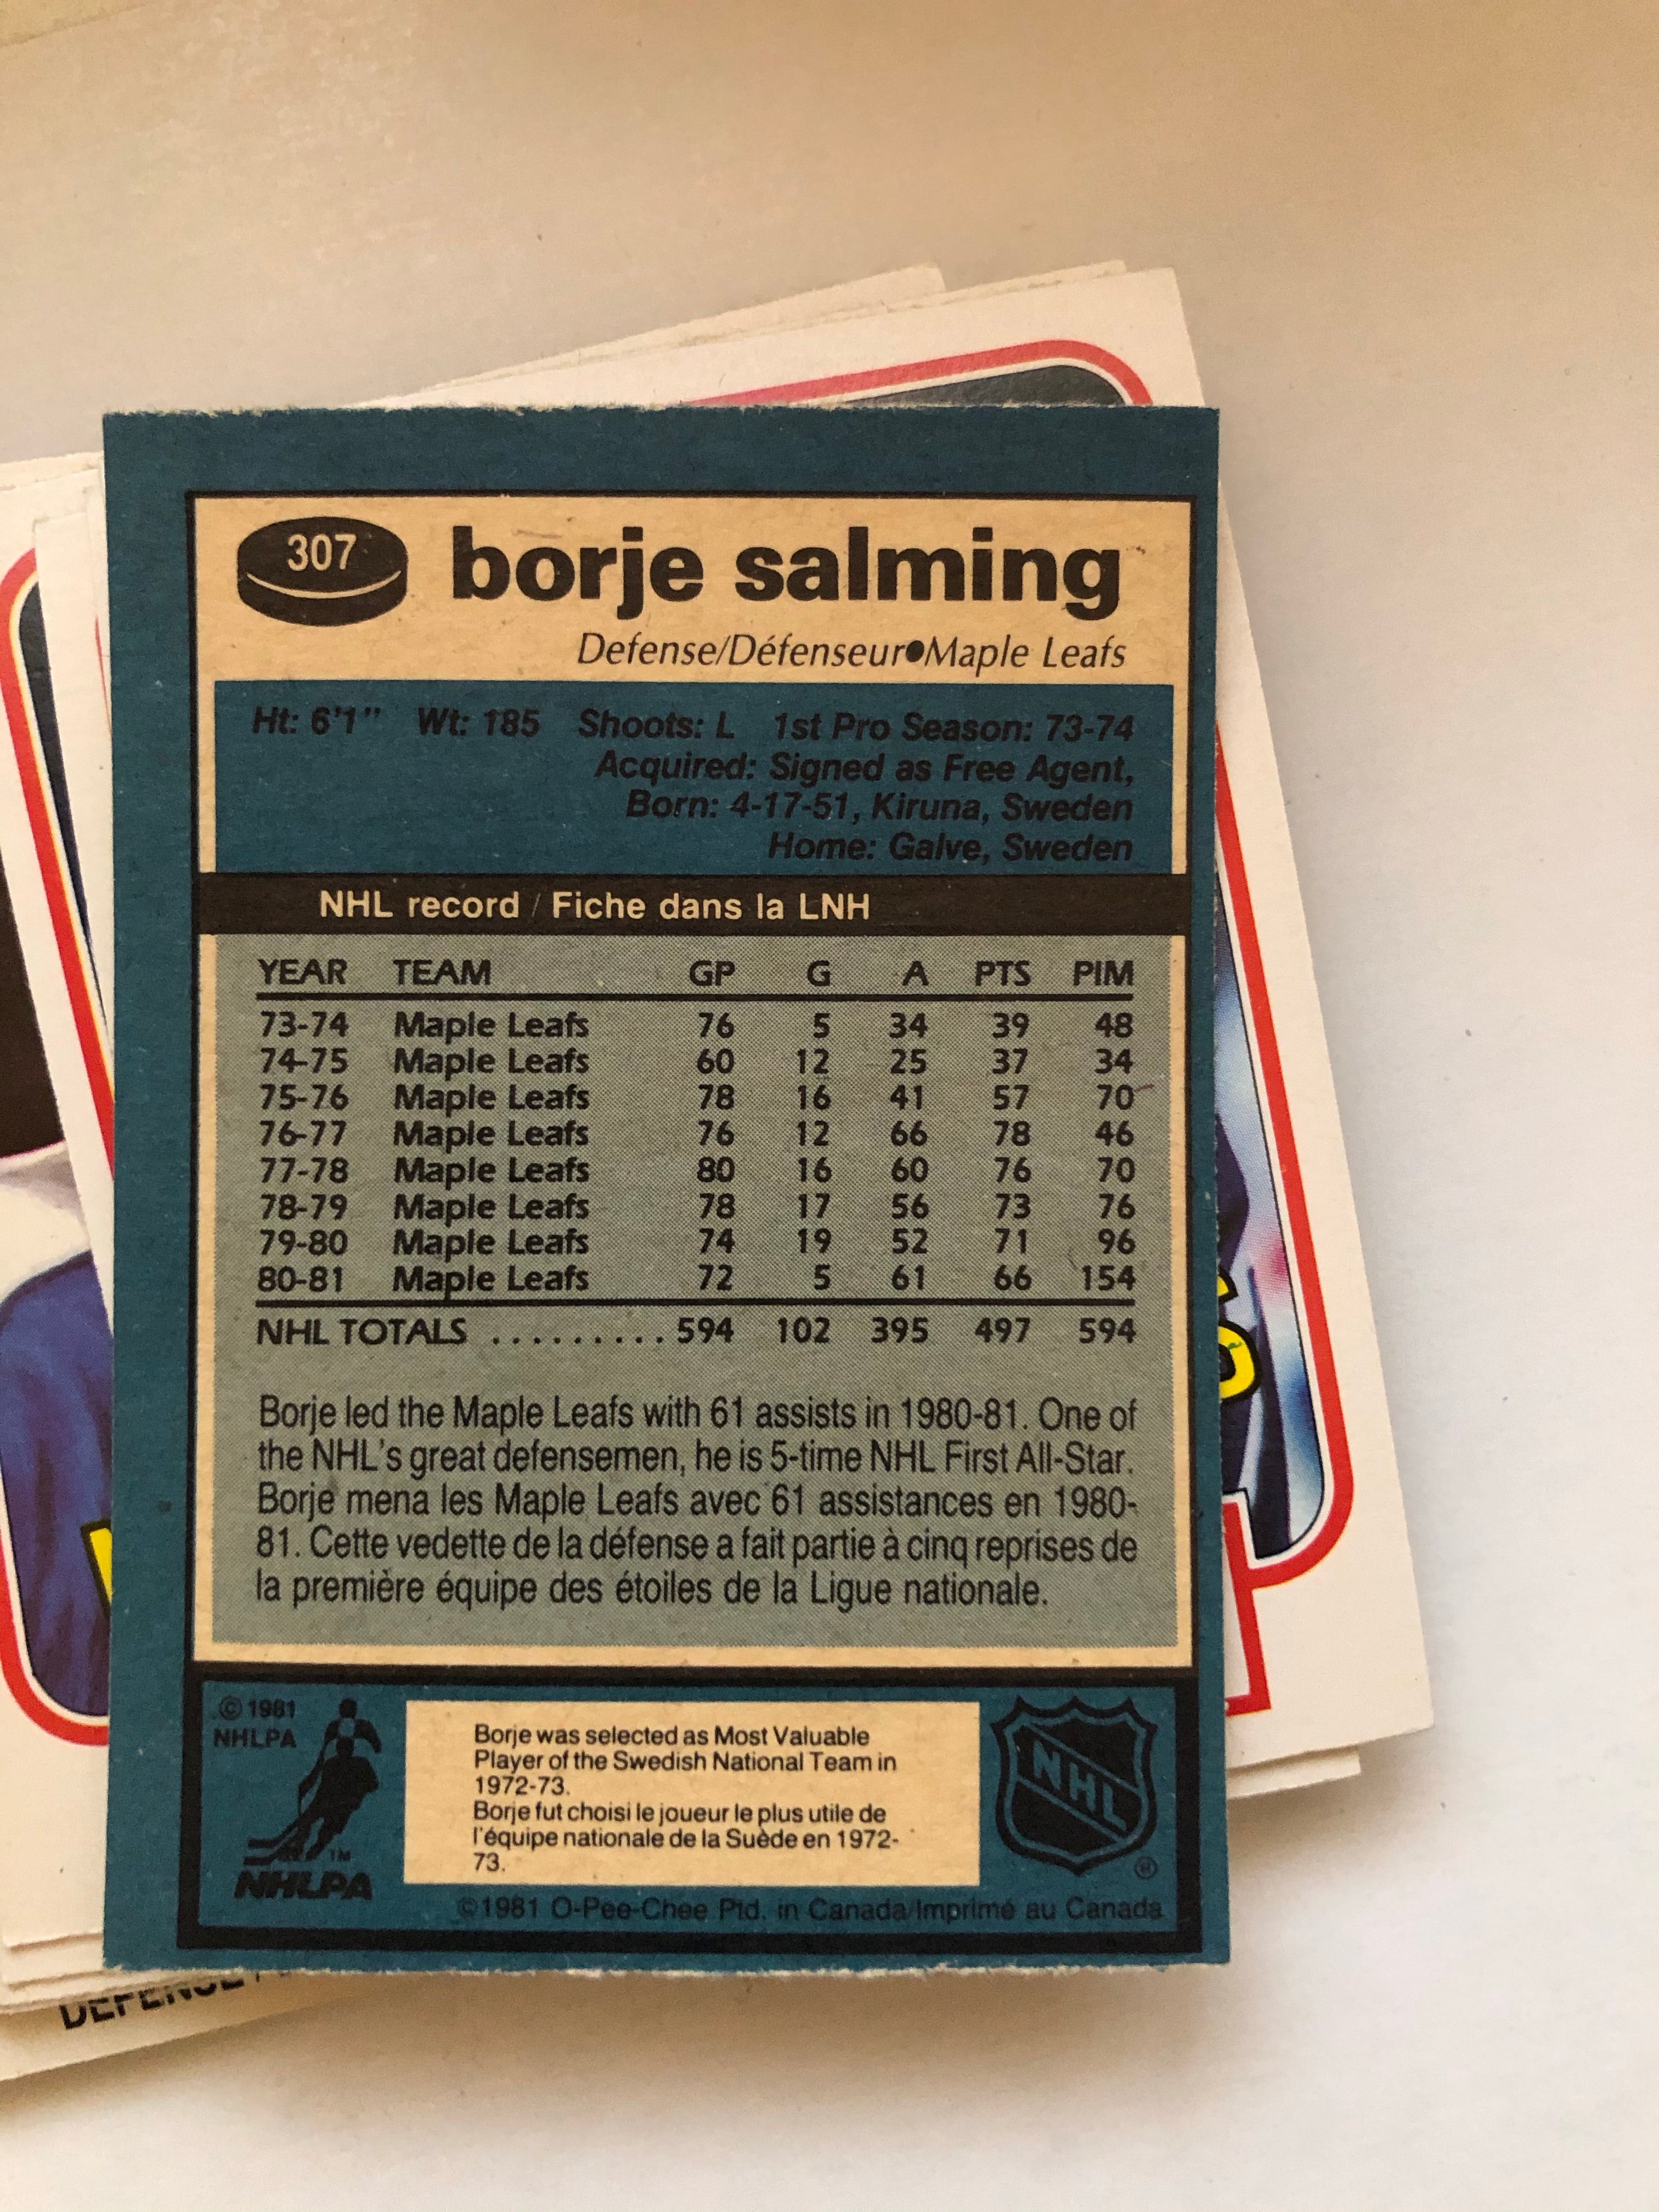 307
borje salming
Defense/Défenseur●Maple Leafs
Ht: 6'1" Wt: 185 Shoots: L 1st Pro Season: 73-74
Acquired: Signed as Free Agent,
Born: 4-17-51, Kiruna, Sweden
Home: Galve, Sweden
NHL record / Fiche dans la LNH
YEAR TEAM GP G A PTS PIM
73-74 Maple Leafs 76 5 34 39 48
74-75 Maple Leafs 60 12 25 37 34
75-76 Maple Leafs 78 16 41 57 70
76-77 Maple Leafs 76 12 66 78 46
77-78 Maple Leafs 80 16 60 76 70
78-79 Maple Leafs 78 17 56 73 76
79-80 Maple Leafs 74 19 52 71 96
80-81 Maple Leafs 72 5 61 66 154
NHL TOTALS ......... 594 102 395 497 594
Borje led the Maple Leafs with 61 assists in 1980-81. One of
the NHL's great defensemen, he is 5-time NHL First All-Star.
Borje mena les Maple Leafs avec 61 assistances en 1980-
81. Cette vedette de la défense a fait partie à cinq reprises de
la première équipe des étoiles de la Ligue nationale.
© 1981
NHLPA
TM
NHLPA
Borje was selected as Most Valuable
Player of the Swedish National Team in
1972-73.
Borje fut choisi le joueur le plus utile de
l'équipe nationale de la Suède en 1972-
73.
NHL
®
©1981 O-Pee-Chee Ptd. in Canada/Imprimé au Canada
DEFENSE